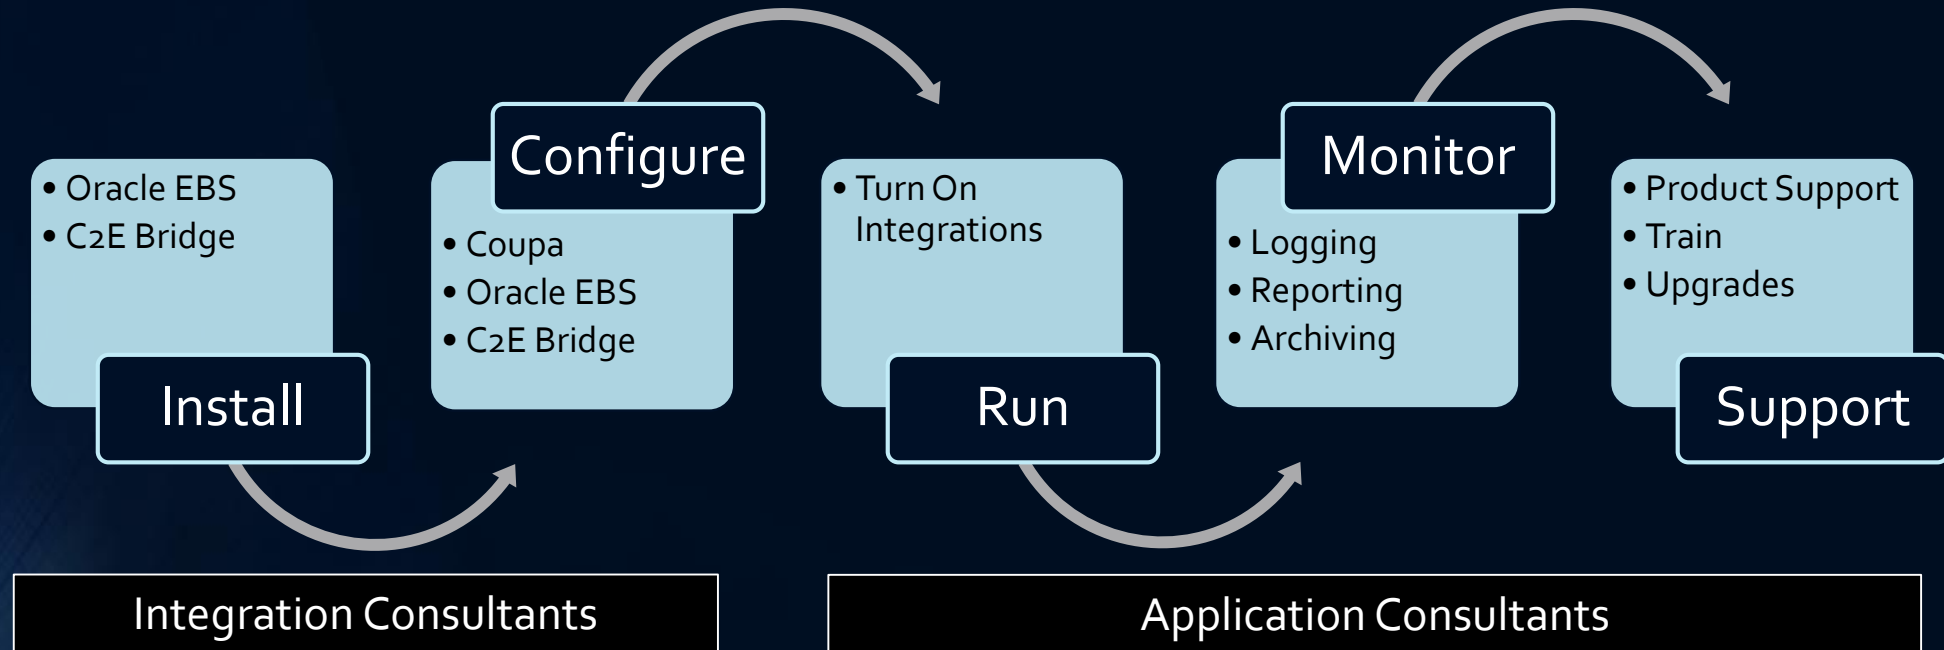 • Oracle EBS
• C2E Bridge
Install
Configure
• Coupa
• Oracle EBS
• C2E Bridge
• Turn On
Integrations
Run
Monitor
• Logging
• Reporting
• Archiving
• Product Support
• Train
• Upgrades
Support
Integration Consultants
Application Consultants